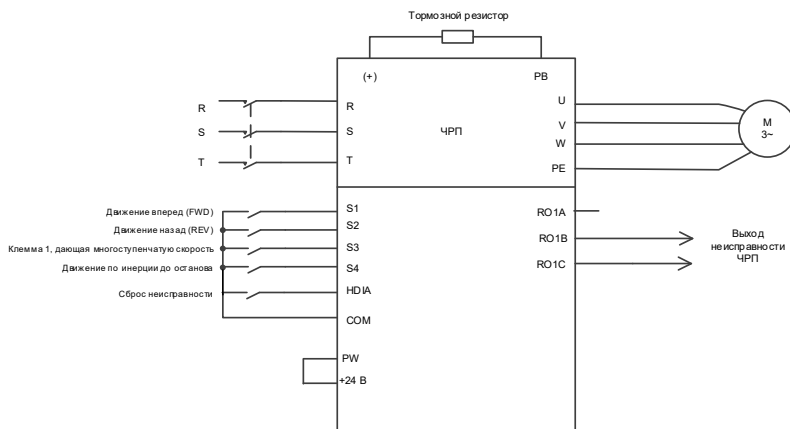 Тормозной резистор
(+)
PB
R
R
U
S
S
ЧРП
V
М
3~
W
T
T
PE
Движение вперед (FWD)
S1
RO1A
Движение назад (REV)
S2
Клемма 1, дающая многоступенчатую скорость
S3
RO1B
Выход
неисправности
ЧРП
Движение по инерции до останова
S4
RO1C
Сброс неисправности
HDIA
COM
PW
+24 В